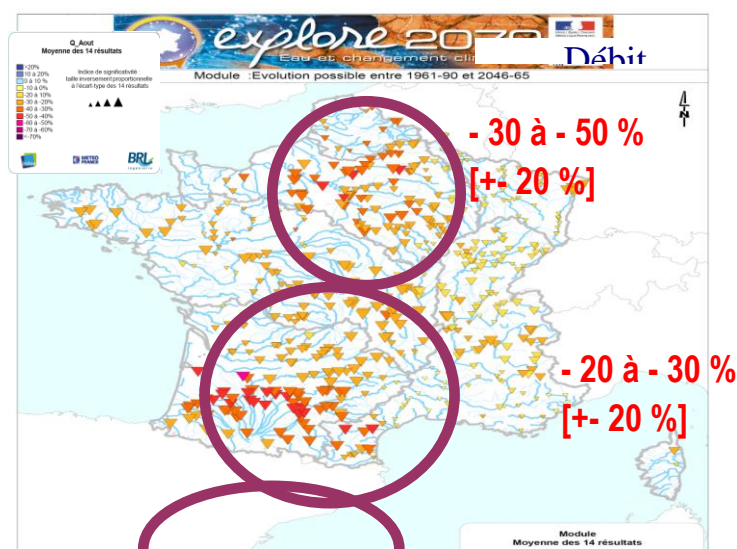 explore 2070
Eau et changement cli
Débit
Module :Evolution possible entre 1961-90 et 2046-65
Q_Aout
Moyenne des 14 résultats
>20%
10 à 20%
0 à 10 %
-10 à 0%
-20 à 10%
-30 à -20%
-40 à -30%
-50 à -40%
-60 à -50%
-70 à -60%
<-70%
Indice de significativité
taille inversement proportionnelle
à l'écart-type des 14 résultats
METEO
FRANCE
BRL
Ingénierie
N
- 30 à - 50 %
[+- 20 %]
- 20 à - 30 %
[+- 20 %]
Module
Moyenne des 14 résultats